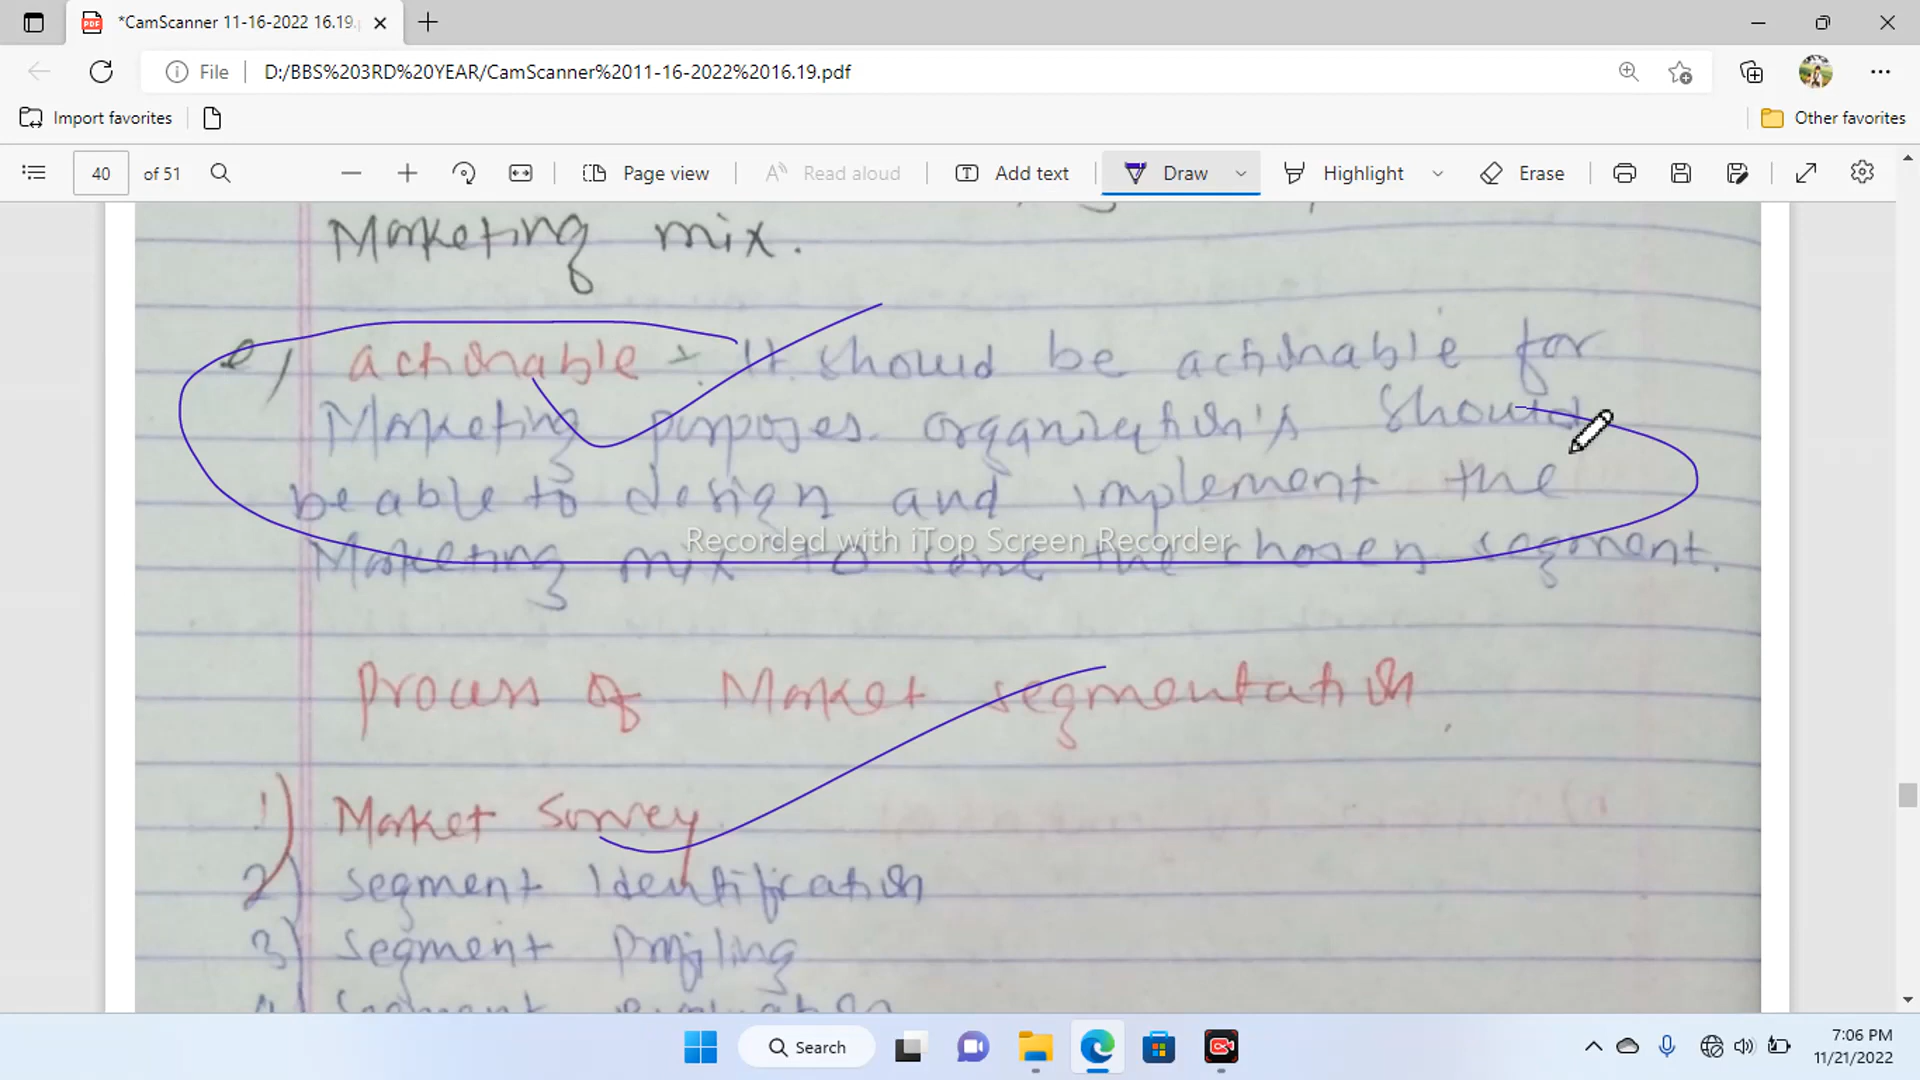 *CamScanner 11-16-2022 16.19.
File D:/BBS%203RD%20YEAR/CamScanner%2011-16-2022%2016.19.pdf
Import favorites Other favorites
40 of 51 Page view Read aloud Add text Draw Highlight Erase
Marketing mix.
e) actionable :- It should be actionable for
Marketing purposes. organization's should
be able to design and implement the
Recorded with iTop Screen Recorder
Marketing mix to serve the chosen segment.
Process of Market segmentation
1) Market Survey
2) segment identification
3) segment Profiling
4) Segment evaluation
Search
7:06 PM
11/21/2022